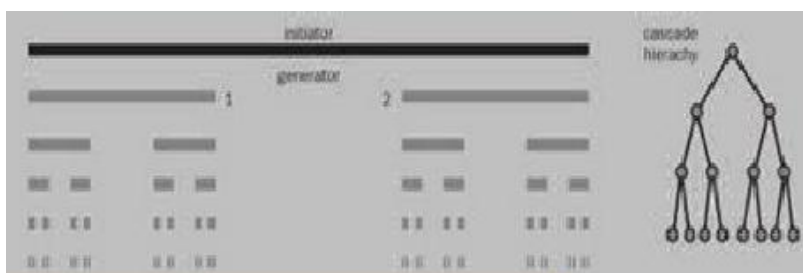 initiator
cascade
hierachy
generator
1
2